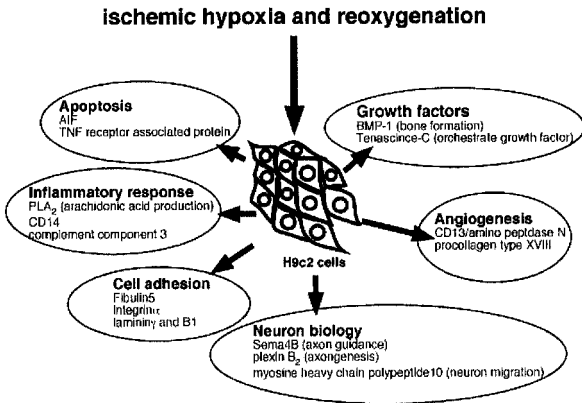 ischemic hypoxia and reoxygenation
Apoptosis
AIF
TNF receptor associated protein
Growth factors
BMP-1 (bone formation)
Tenascince-C (orchestrate growth factor)
Inflammatory response
PLA₂ (arachidonic acid production)
CD14
complement component 3
Angiogenesis
CD13/amino peptdase N
procollagen type XVIII
H9c2 cells
Cell adhesion
Fibulin5
Integrinα
lamininγ and B1
Neuron biology
Sema4B (axon guidance)
plexin B₂ (axongenesis)
myosine heavy chain polypeptide10 (neuron migration)